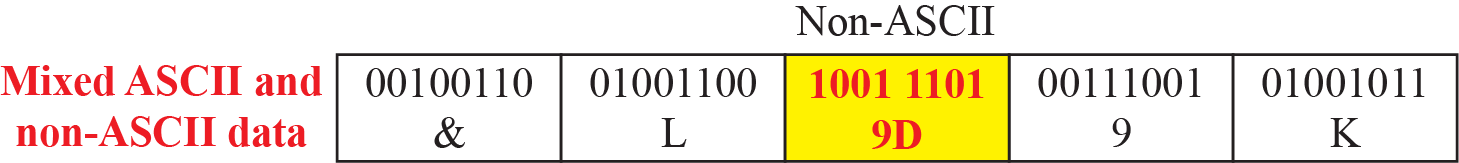 Non-ASCII
Mixed ASCII and 00100110 01001100 1001 1101 00111001 01001011
non-ASCII data & L 9D 9 K